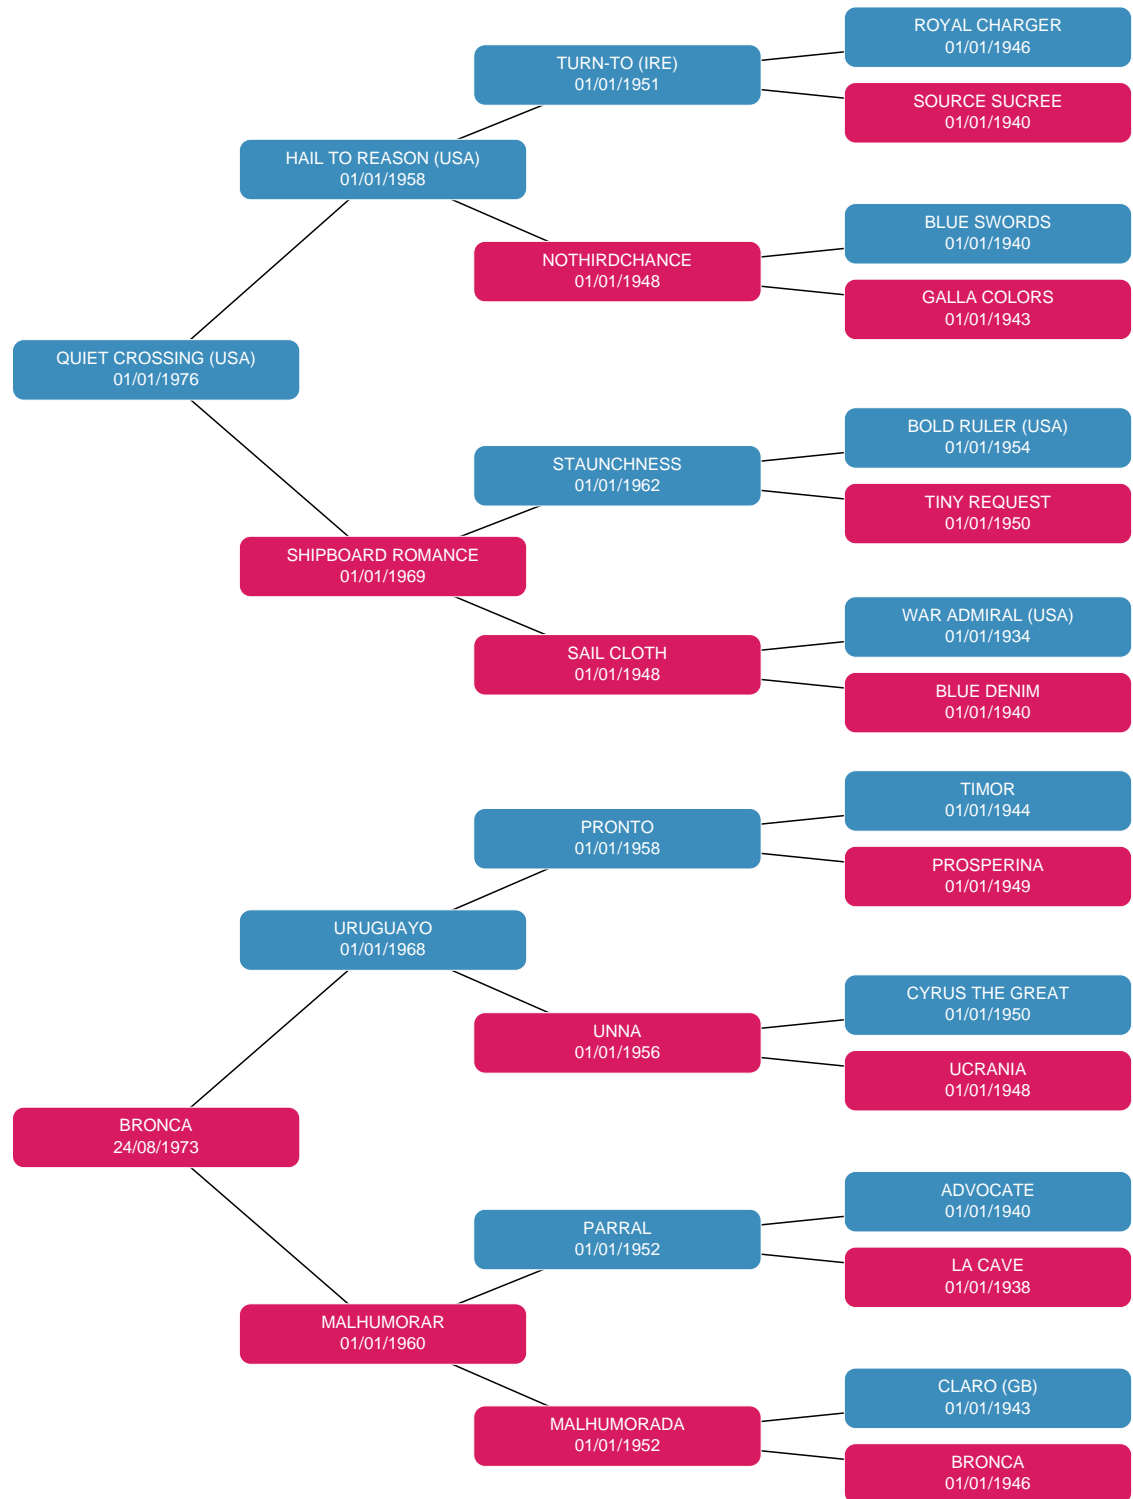 ROYAL CHARGER
01/01/1946
TURN-TO (IRE)
01/01/1951
SOURCE SUCREE
01/01/1940
HAIL TO REASON (USA)
01/01/1958
BLUE SWORDS
01/01/1940
NOTHIRDCHANCE
01/01/1948
GALLA COLORS
01/01/1943
QUIET CROSSING (USA)
01/01/1976
BOLD RULER (USA)
01/01/1954
STAUNCHNESS
01/01/1962
TINY REQUEST
01/01/1950
SHIPBOARD ROMANCE
01/01/1969
WAR ADMIRAL (USA)
01/01/1934
SAIL CLOTH
01/01/1948
BLUE DENIM
01/01/1940
TIMOR
01/01/1944
PRONTO
01/01/1958
PROSPERINA
01/01/1949
URUGUAYO
01/01/1968
CYRUS THE GREAT
01/01/1950
UNNA
01/01/1956
UCRANIA
01/01/1948
BRONCA
24/08/1973
ADVOCATE
01/01/1940
PARRAL
01/01/1952
LA CAVE
01/01/1938
MALHUMORAR
01/01/1960
CLARO (GB)
01/01/1943
MALHUMORADA
01/01/1952
BRONCA
01/01/1946